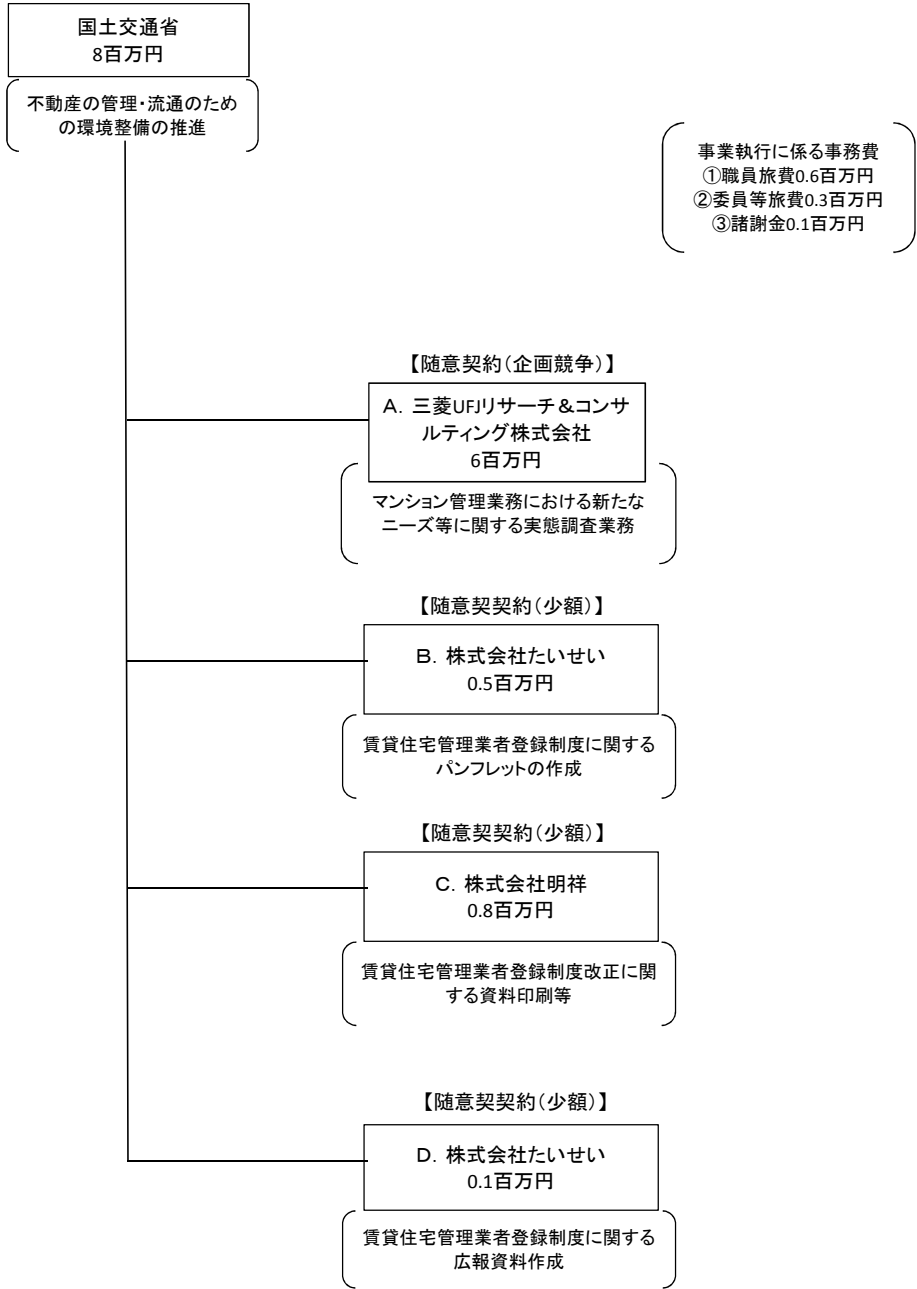 国土交通省
8百万円
不動産の管理・流通のため
の環境整備の推進
事業執行に係る事務費
①職員旅費0.6百万円
②委員等旅費0.3百万円
③諸謝金0.1百万円
【随意契約（企画競争）】
A．三菱UFJリサーチ＆コンサ
ルティング株式会社
6百万円
マンション管理業務における新たな
ニーズ等に関する実態調査業務
【随意契契約（少額）】
B．株式会社たいせい
0.5百万円
賃貸住宅管理業者登録制度に関する
パンフレットの作成
【随意契契約（少額）】
C．株式会社明祥
0.8百万円
賃貸住宅管理業者登録制度改正に関
する資料印刷等
【随意契契約（少額）】
D．株式会社たいせい
0.1百万円
賃貸住宅管理業者登録制度に関する
広報資料作成